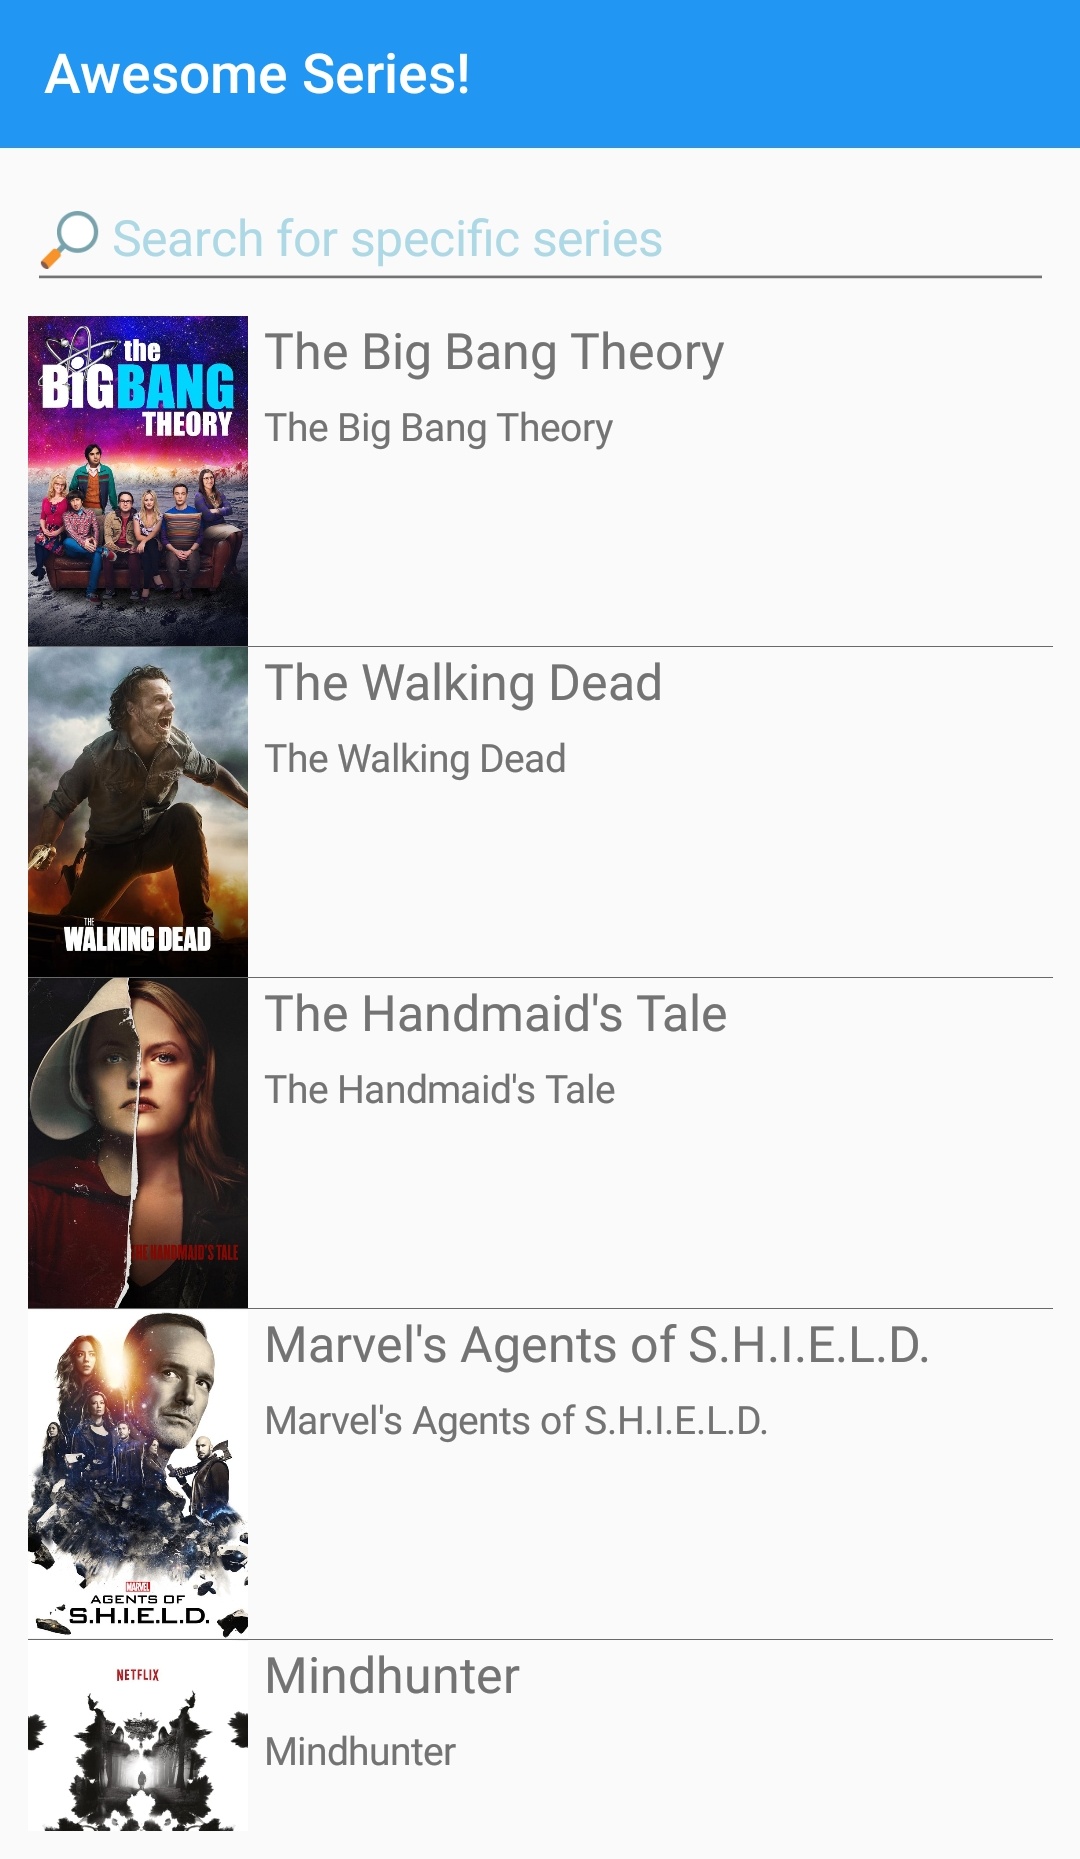 Awesome Series!
🔎 Search for specific series
the
BIGBANG
THEORY
The Big Bang Theory
The Big Bang Theory
THE
WALKING DEAD
The Walking Dead
The Walking Dead
THE HANDMAID'S TALE
The Handmaid's Tale
The Handmaid's Tale
MARVEL
AGENTS OF
S.H.I.E.L.D.
Marvel's Agents of S.H.I.E.L.D.
Marvel's Agents of S.H.I.E.L.D.
NETFLIX
Mindhunter
Mindhunter